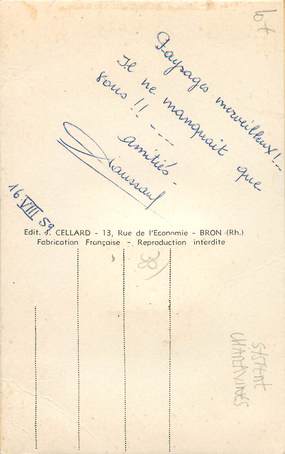 Paysages merveilleux!--
Il ne manquait que
vous!! ---
amitiés-
16 VIII 59
Edit. J. CELLARD - 13, Rue de l'Economie - BRON (Rh.)
Fabrication Française - Reproduction interdite
38
lot
CHARAVINES